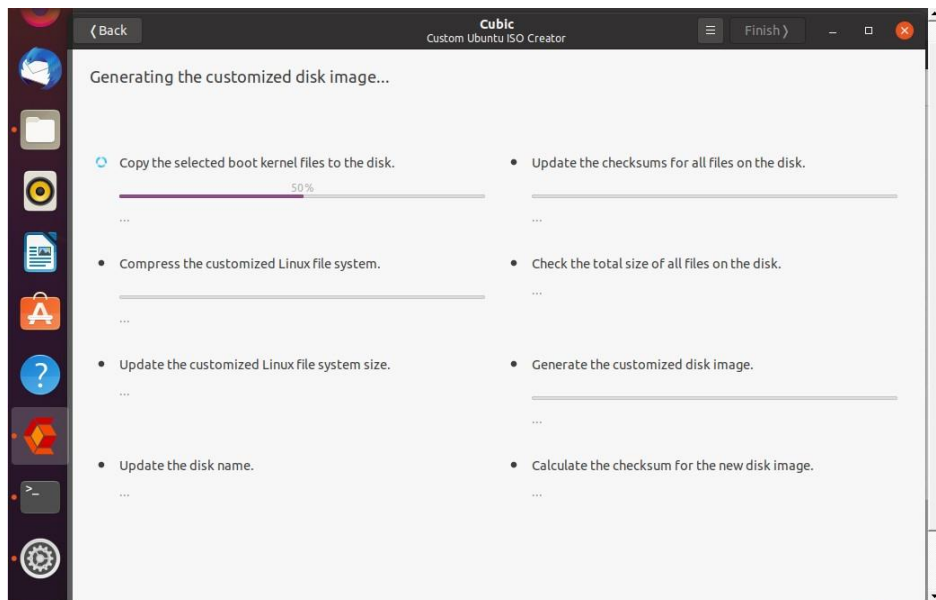 ❬Back
Cubic
Custom Ubuntu ISO Creator
Finish❭
Generating the customized disk image...
Copy the selected boot kernel files to the disk.
50%
...
Compress the customized Linux file system.
...
Update the customized Linux file system size.
...
Update the disk name.
...
Update the checksums for all files on the disk.
...
Check the total size of all files on the disk.
...
Generate the customized disk image.
...
Calculate the checksum for the new disk image.
...
A
?
>_